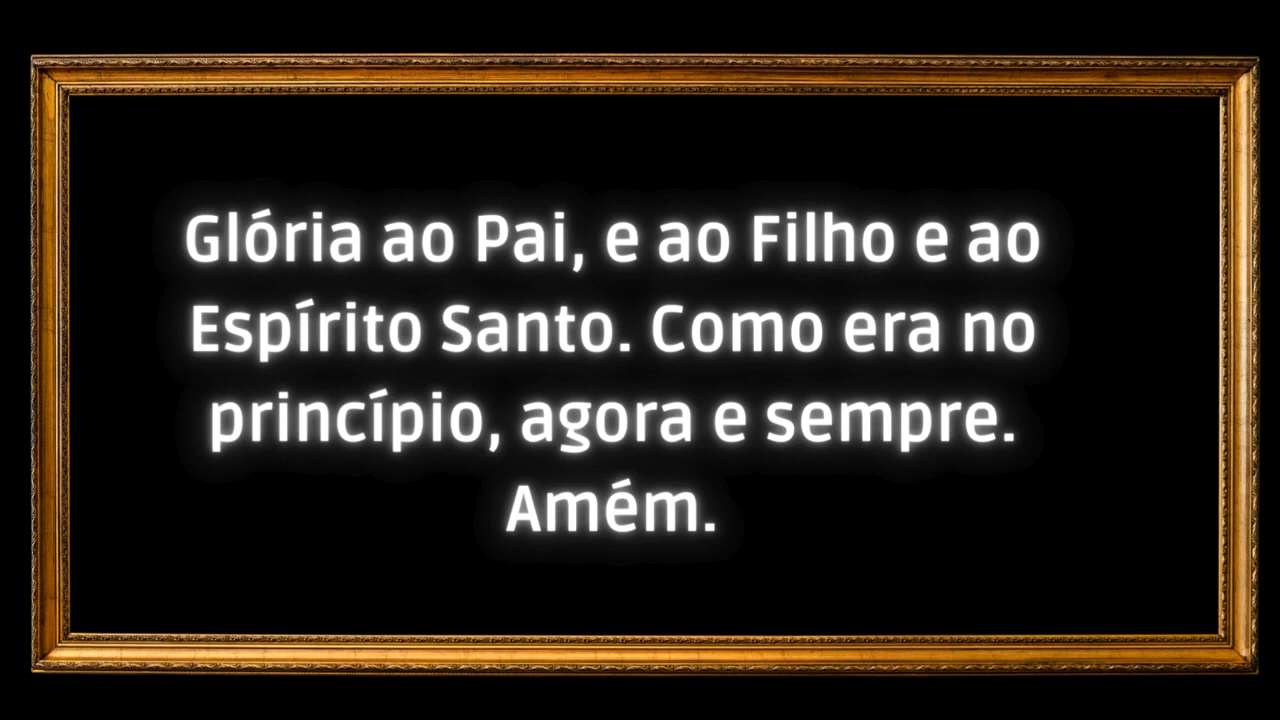 Glória ao Pai, e ao Filho e ao
Espírito Santo. Como era no
princípio, agora e sempre.
Amém.